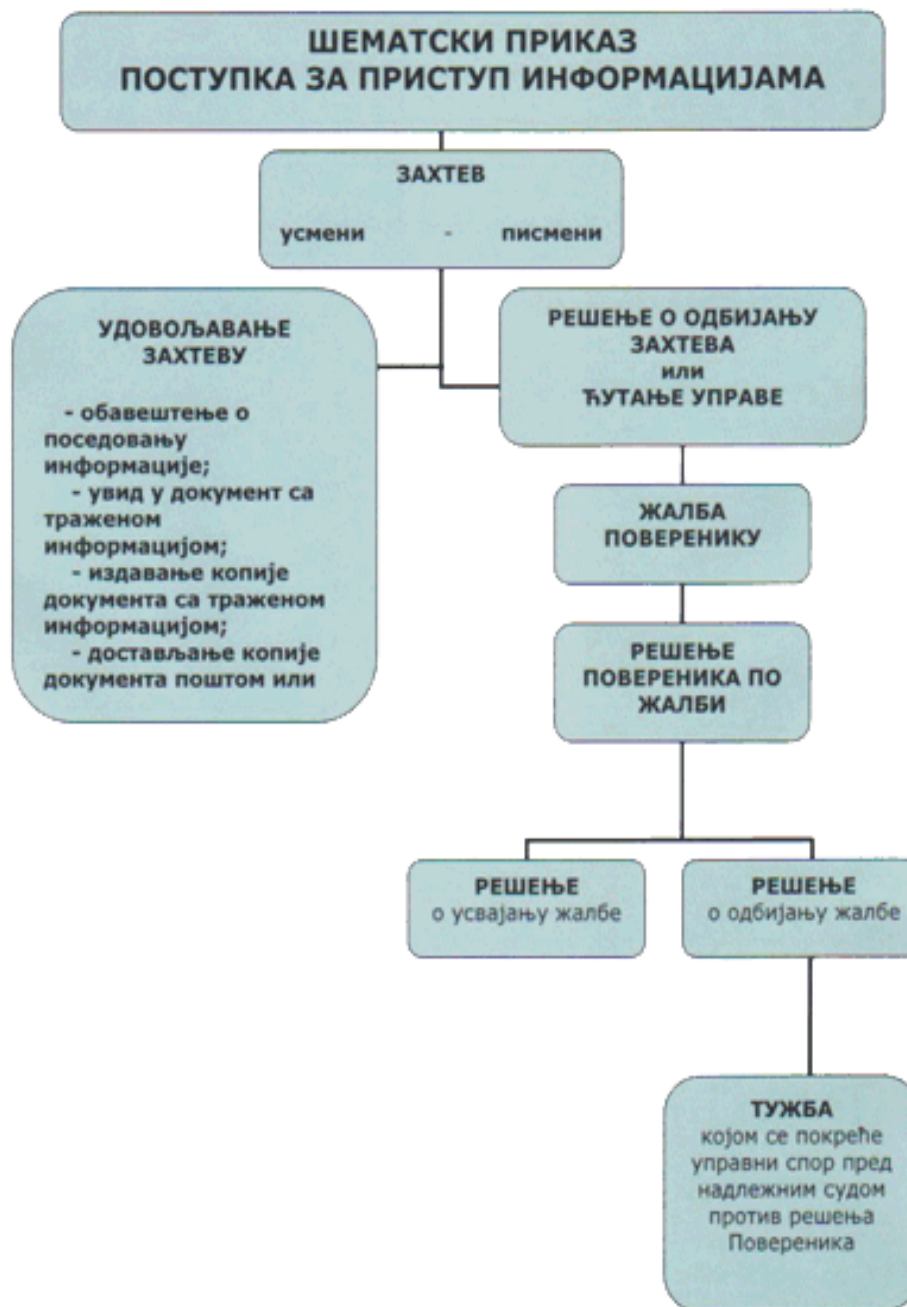 ШЕМАТСКИ ПРИКАЗ
ПОСТУПКА ЗА ПРИСТУП ИНФОРМАЦИЈАМА
ЗАХТЕВ
усмени - писмени
УДОВОЉАВАЊЕ
ЗАХТЕВУ
- обавештење о
поседовању
информације;
- увид у документ са
траженом
информацијом;
- издавање копије
документа са траженом
информацијом;
- достављање копије
документа поштом или
РЕШЕЊЕ О ОДБИЈАЊУ
ЗАХТЕВА
или
ЋУТАЊЕ УПРАВЕ
ЖАЛБА
ПОВЕРЕНИКУ
РЕШЕЊЕ
ПОВЕРЕНИКА ПО
ЖАЛБИ
РЕШЕЊЕ
о усвајању жалбе
РЕШЕЊЕ
о одбијању жалбе
ТУЖБА
којом се покреће
управни спор пред
надлежним судом
против решења
Повереника